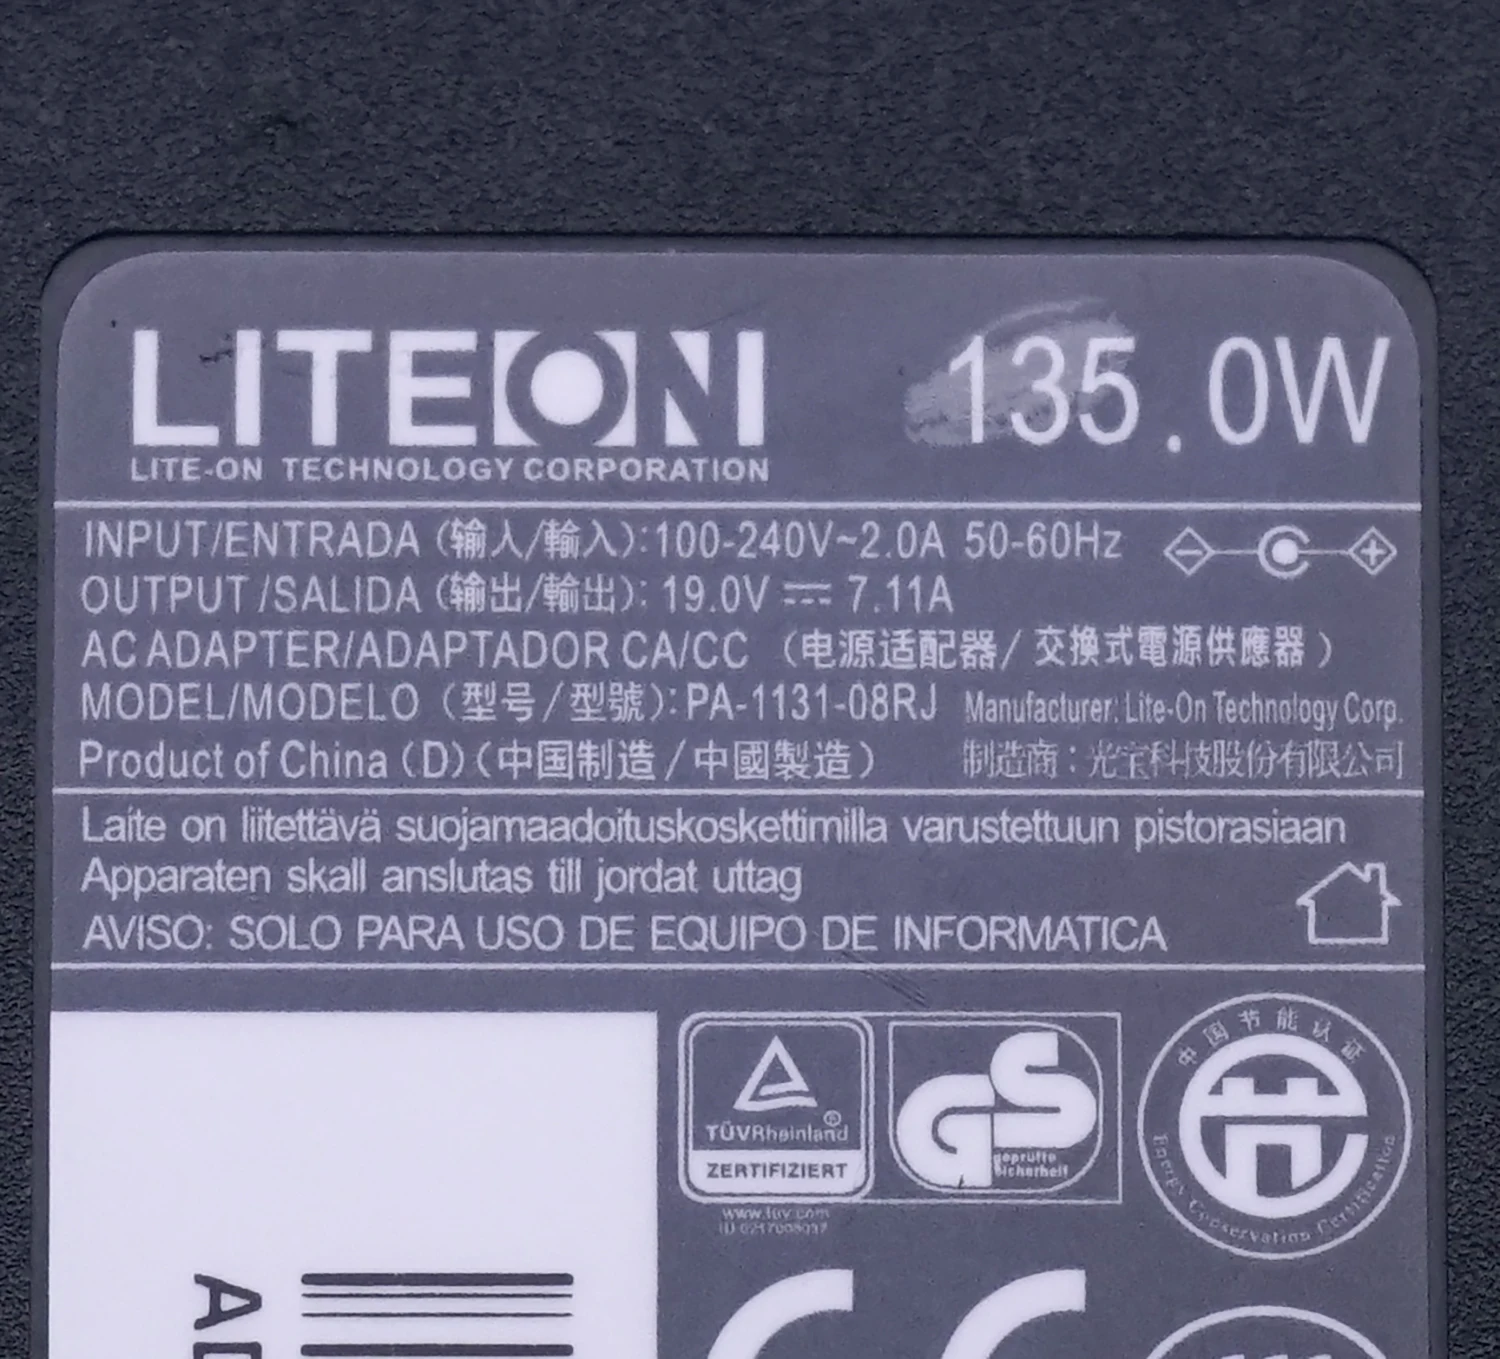 LITEON
LITE-ON TECHNOLOGY CORPORATION
135.0W
INPUT/ENTRADA (输入/輸入):100-240V~2.0A 50-60Hz
OUTPUT /SALIDA (输出/輸出): 19.0V ⎓ 7.11A
AC ADAPTER/ADAPTADOR CA/CC (电源适配器/ 交換式電源供應器 )
MODEL/MODELO (型号/型號):PA-1131-08RJ
Manufacturer: Lite-On Technology Corp.
Product of China (D)(中国制造/中國製造)
制造商：光宝科技股份有限公司
Laite on liitettävä suojamaadoituskoskettimilla varustettuun pistorasiaan
Apparaten skall anslutas till jordat uttag
AVISO: SOLO PARA USO DE EQUIPO DE INFORMATICA
TÜVRheinland®
ZERTIFIZIERT
www.tuv.com
ID
GS
geprüfte
Sicherheit
中国节能认证
Energy Conservation Certification
A